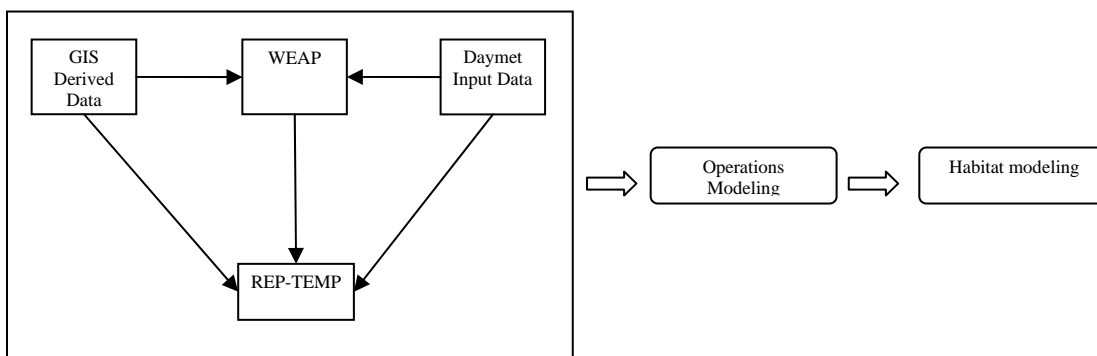 GIS
Derived
Data
WEAP
Daymet
Input Data
REP-TEMP
Operations
Modeling
Habitat modeling